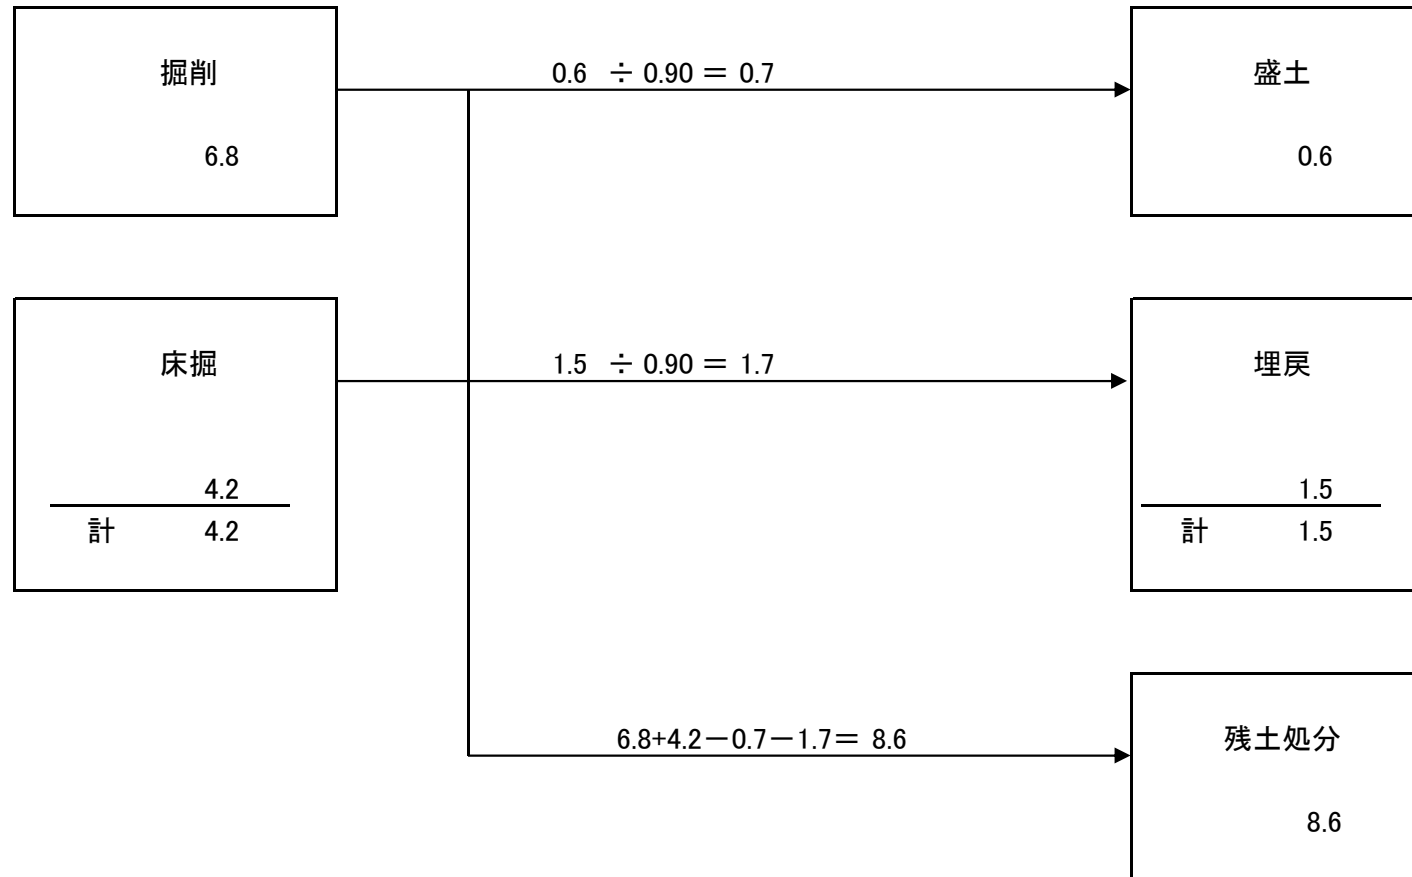 掘削
0.6 ÷ 0.90 = 0.7
盛土
6.8
0.6
床掘
1.5 ÷ 0.90 = 1.7
埋戻
4.2
計 4.2
1.5
計 1.5
6.8+4.2-0.7-1.7= 8.6
残土処分
8.6